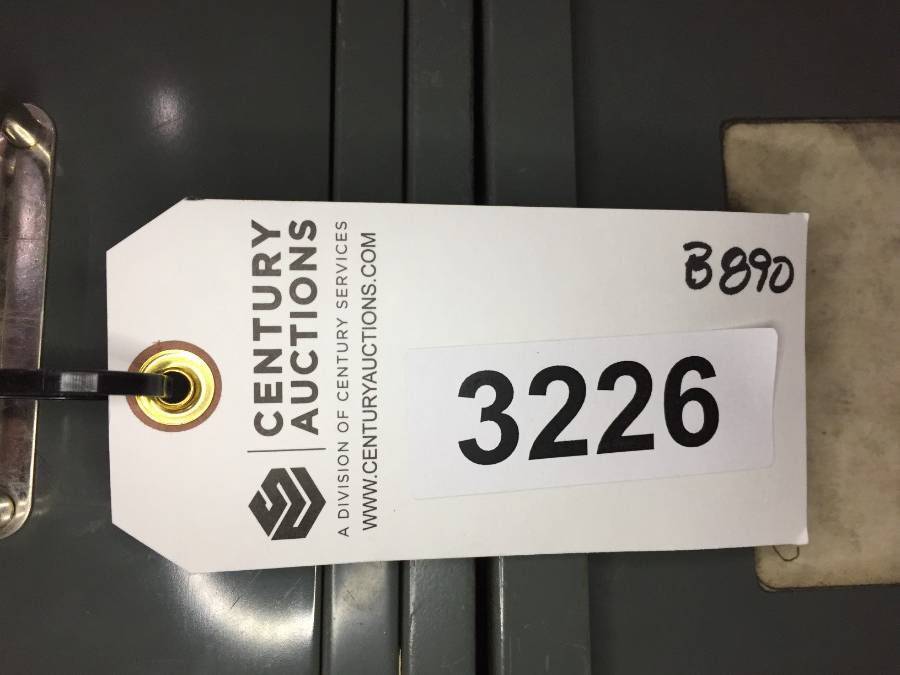 CENTURY
AUCTIONS
A DIVISION OF CENTURY SERVICES
WWW.CENTURYAUCTIONS.COM
B890
3226